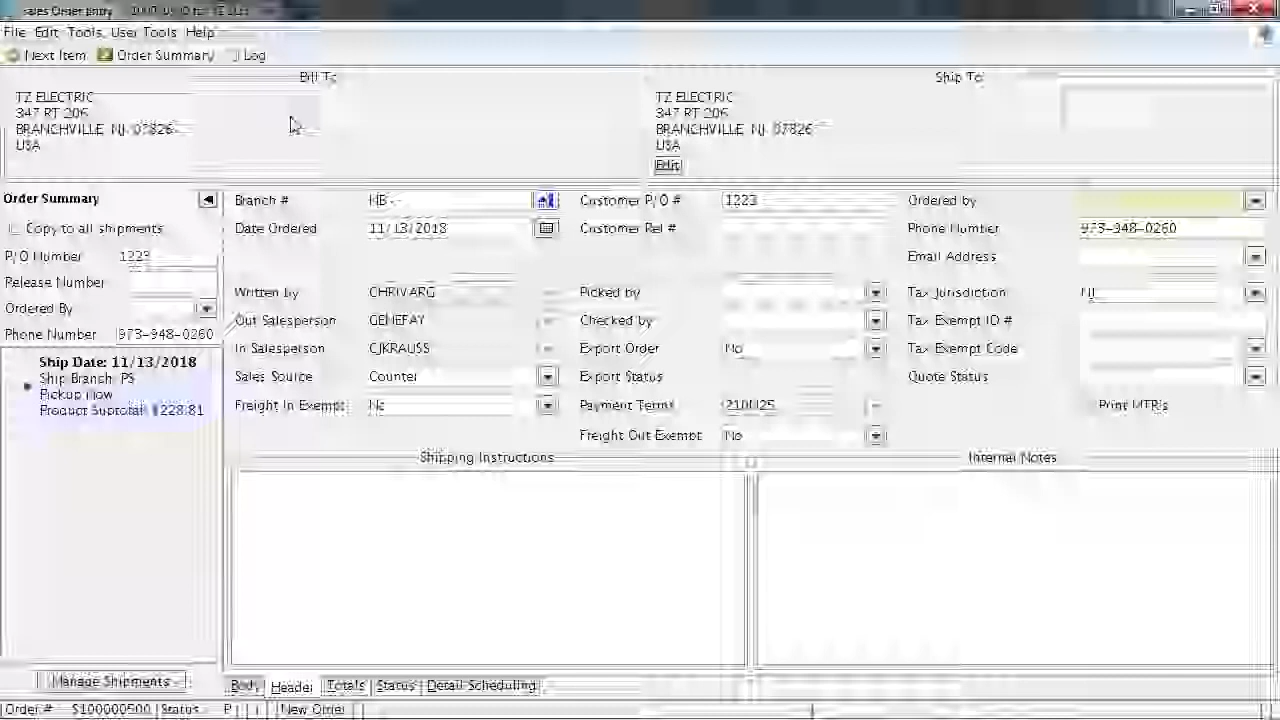 Sales Order Entry
File Edit Tools User Tools Help
Next Item Order Summary Log
Bill To
Ship To
TZ ELECTRIC
347 RT 206
BRANCHVILLE NJ 07826
USA
TZ ELECTRIC
347 RT 206
BRANCHVILLE NJ 07826
USA
Edit
Order Summary
Copy to all shipments
P/O Number 1223
Release Number
Ordered By
Phone Number 973-948-0260
Ship Date: 11/13/2018
Ship Branch: PS
Pickup Now
Product Subtotal: $228.81
Manage Shipments
Branch #
Customer P/O # 1223
Ordered by
Date Ordered 11/13/2018
Customer Rel #
Phone Number 973-948-0260
Email Address
Written by CHRIVARG
Picked by
Tax Jurisdiction NJ
Out Salesperson GENEFAY
Checked by
Tax Exempt ID #
In Salesperson CJKRAUSS
Export Order No
Tax Exempt Code
Sales Source Counter
Export Status
Quote Status
Freight In Exempt No
Payment Terms
Print MTR's
Freight Out Exempt No
Shipping Instructions
Internal Notes
Body Header Totals Status Detail Scheduling
Order # S100000500 Status P New Order